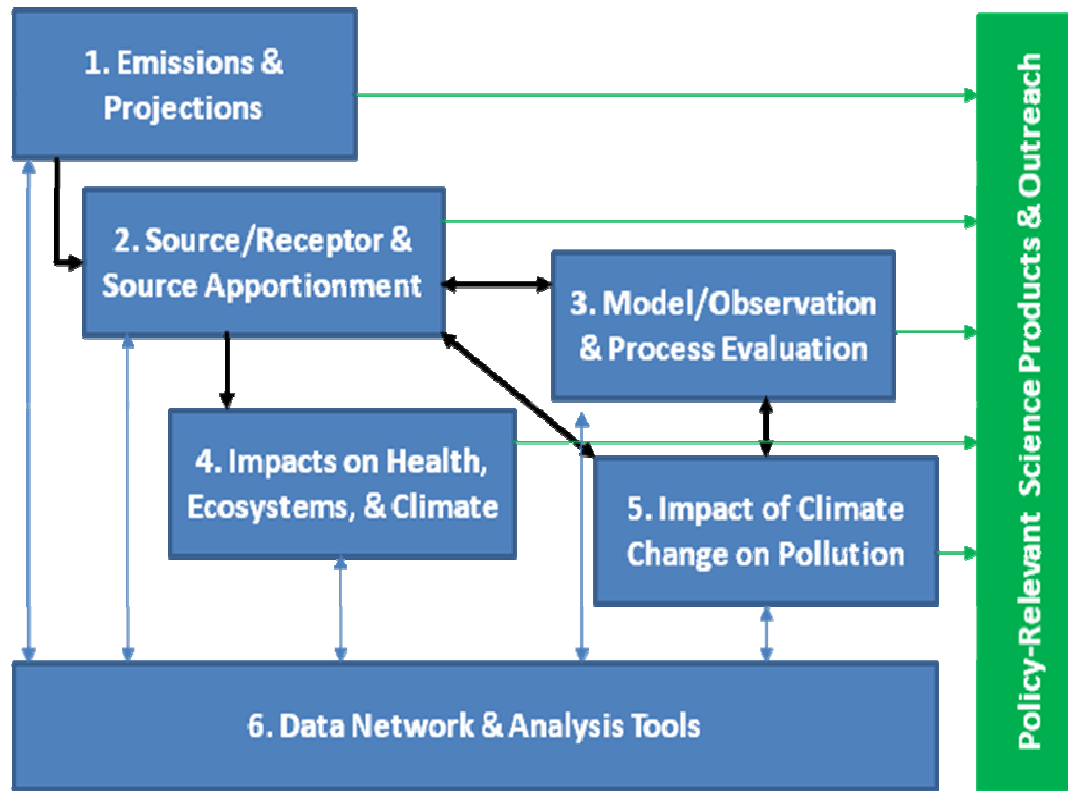 1. Emissions &
Projections
2. Source/Receptor &
Source Apportionment
3. Model/Observation
& Process Evaluation
4. Impacts on Health,
Ecosystems, & Climate
5. Impact of Climate
Change on Pollution
6. Data Network & Analysis Tools
Policy-Relevant Science Products & Outreach